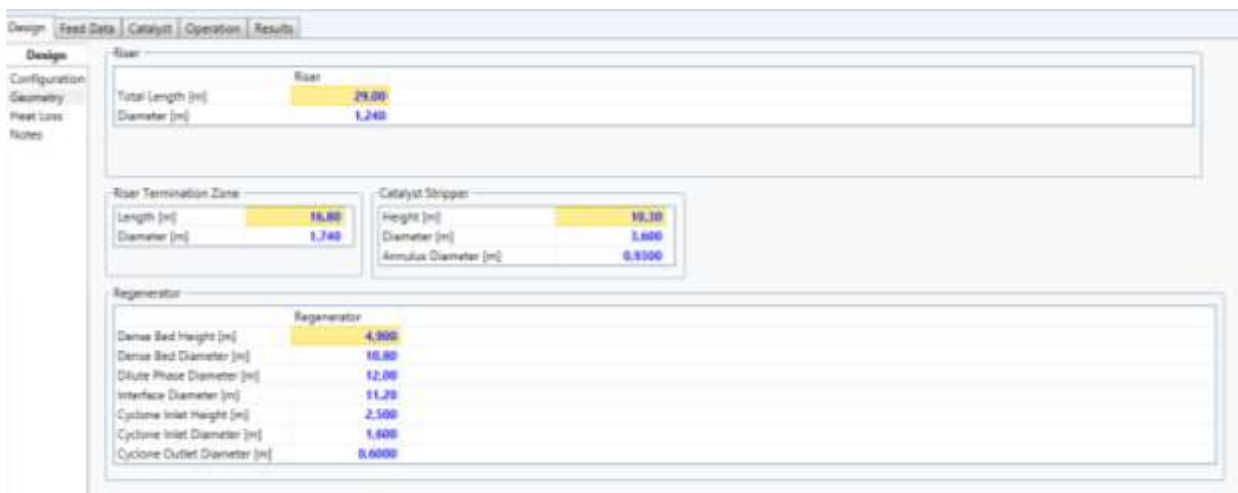 Design Feed Data Catalyst Operation Results
Design
Configuration
Geometry
Heat Loss
Notes
Riser
Riser
Total Length [m] 29,00
Diameter [m] 1,240
Riser Termination Zone
Length [m] 16,80
Diameter [m] 1,740
Catalyst Stripper
Height [m] 10,30
Diameter [m] 3,600
Annulus Diameter [m] 0,9300
Regenerator
Regenerator
Dense Bed Height [m] 4,900
Dense Bed Diameter [m] 10,80
Dilute Phase Diameter [m] 12,00
Interface Diameter [m] 11,20
Cyclone Inlet Height [m] 2,500
Cyclone Inlet Diameter [m] 1,600
Cyclone Outlet Diameter [m] 0,6000